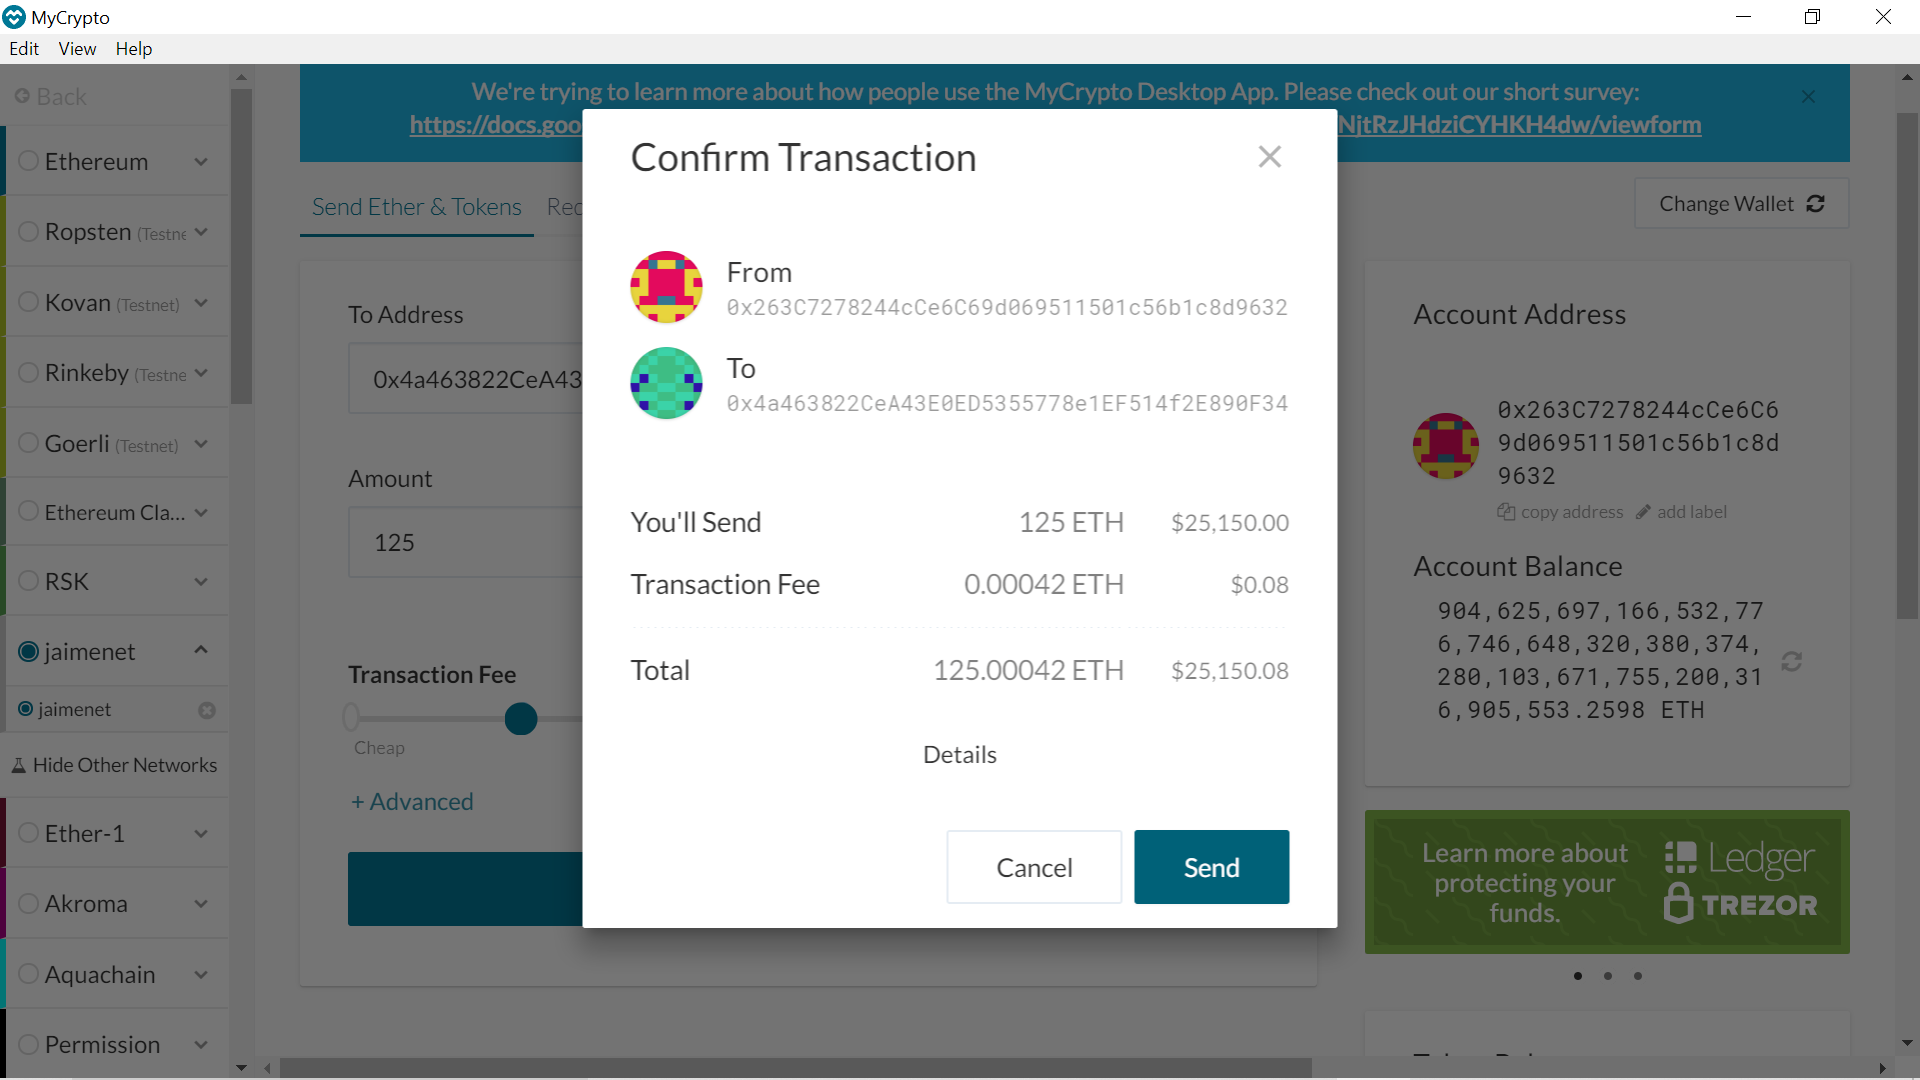 MyCrypto
Edit View Help
Back
Ethereum
Ropsten (Testne
Kovan (Testnet)
Rinkeby (Testne
Goerli (Testnet)
Ethereum Cla...
RSK
jaimenet
jaimenet
Hide Other Networks
Ether-1
Akroma
Aquachain
Permission
We're trying to learn more about how people use the MyCrypto Desktop App. Please check out our short survey:
https://docs.goo
NjtRzJHdziCYHKH4dw/viewform
Send Ether & Tokens Rec
Change Wallet
To Address
0x4a463822CeA43
Amount
125
Transaction Fee
Cheap
+ Advanced
Confirm Transaction
From
0x263C7278244cCe6C69d069511501c56b1c8d9632
To
0x4a463822CeA43E0ED5355778e1EF514f2E890F34
You'll Send 125 ETH $25,150.00
Transaction Fee 0.00042 ETH $0.08
Total 125.00042 ETH $25,150.08
Details
Cancel Send
Account Address
0x263C7278244cCe6C6
9d069511501c56b1c8d
9632
copy address add label
Account Balance
904,625,697,166,532,77
6,746,648,320,380,374,
280,103,671,755,200,31
6,905,553.2598 ETH
Learn more about
protecting your
funds.
Ledger
TREZOR